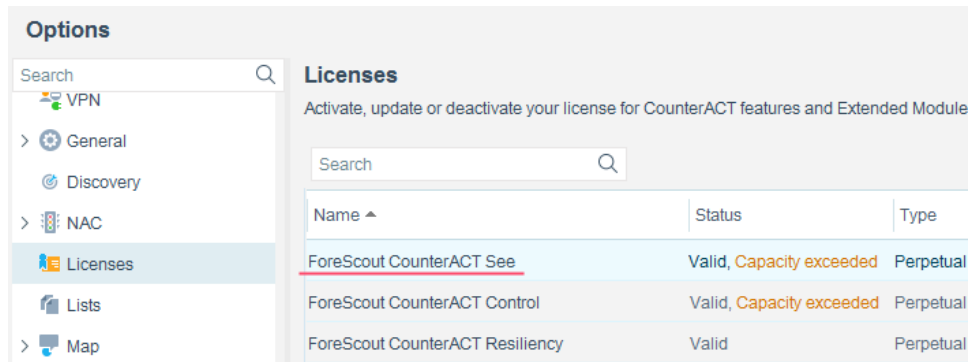 Options
Search
VPN
General
Discovery
NAC
Licenses
Lists
Map
Licenses
Activate, update or deactivate your license for CounterACT features and Extended Module
Search
Name Status Type
ForeScout CounterACT See Valid, Capacity exceeded Perpetual
ForeScout CounterACT Control Valid, Capacity exceeded Perpetual
ForeScout CounterACT Resiliency Valid Perpetual